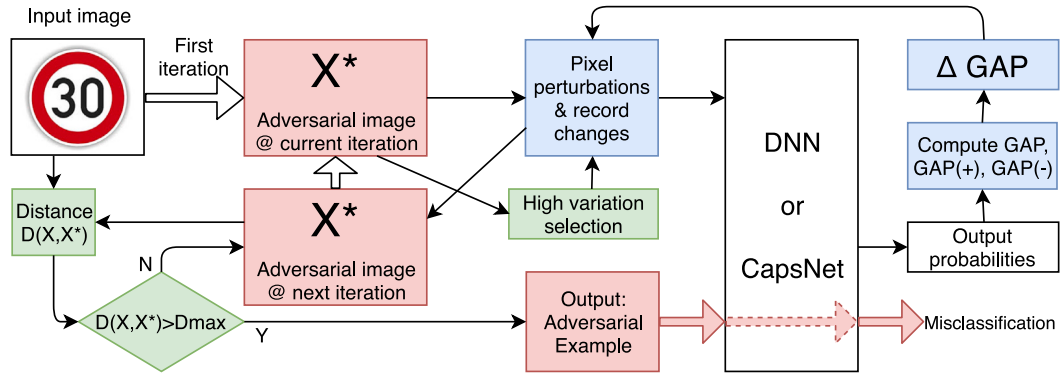 Input image
30
First
iteration
X*
Adversarial image
@ current iteration
Pixel
perturbations
& record
changes
DNN
or
CapsNet
Δ GAP
Compute GAP,
GAP(+), GAP(-)
Output
probabilities
High variation
selection
Distance
D(X,X*)
X*
Adversarial image
@ next iteration
N
D(X,X*)>Dmax
Y
Output:
Adversarial
Example
Misclassification